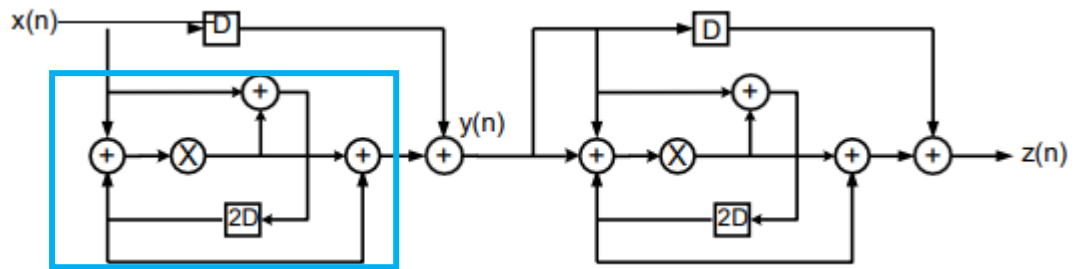 x(n) D D
+ +
y(n)
+ X + + + X + + z(n)
2D 2D